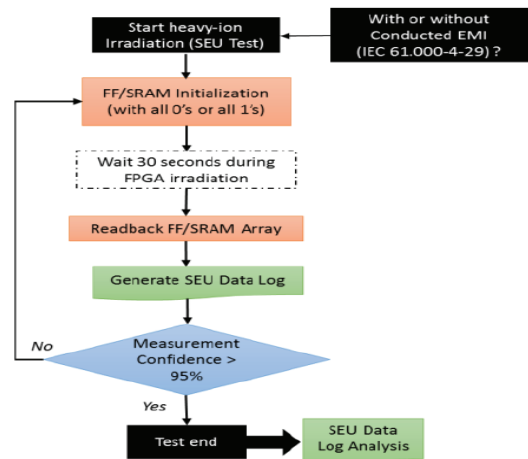 Start heavy-ion
Irradiation (SEU Test)
With or without
Conducted EMI
(IEC 61.000-4-29) ?
FF/SRAM Initialization
(with all 0's or all 1's)
Wait 30 seconds during
FPGA irradiation
Readback FF/SRAM Array
Generate SEU Data Log
Measurement
Confidence >
95%
No
Yes
Test end
SEU Data
Log Analysis